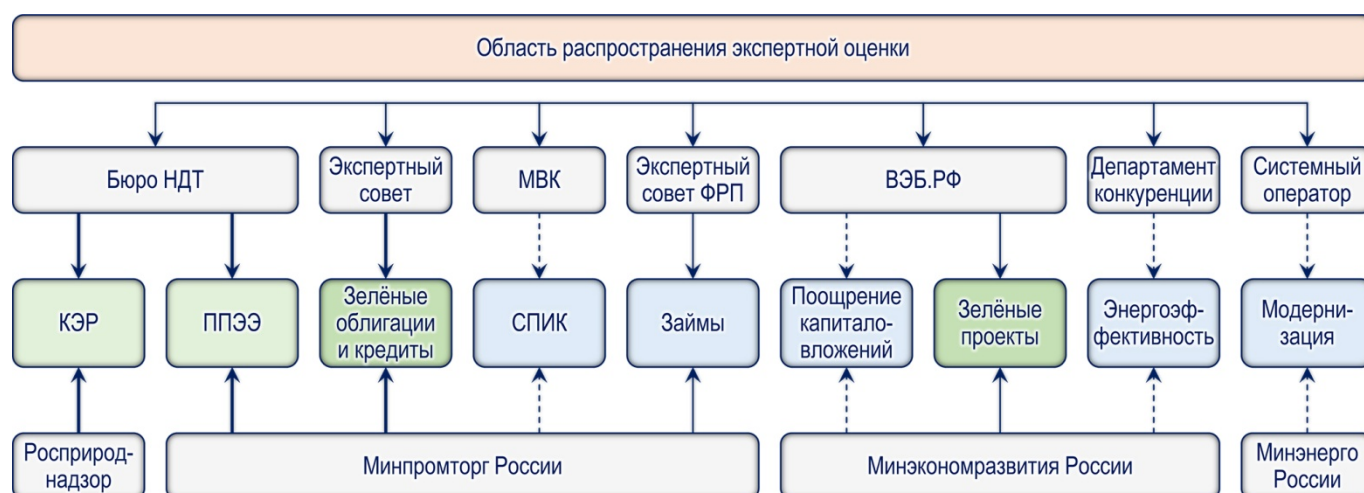 Область распространения экспертной оценки
Бюро НДТ
Экспертный
совет
МВК
Экспертный
совет ФРП
ВЭБ.РФ
Департамент
конкуренции
Системный
оператор
КЭР
ППЭЭ
Зелёные
облигации
и кредиты
СПИК
Займы
Поощрение
капитало-
вложений
Зелёные
проекты
Энергоэф-
фективность
Модерни-
зация
Росприрод-
надзор
Минпромторг России
Минэкономразвития России
Минэнерго
России